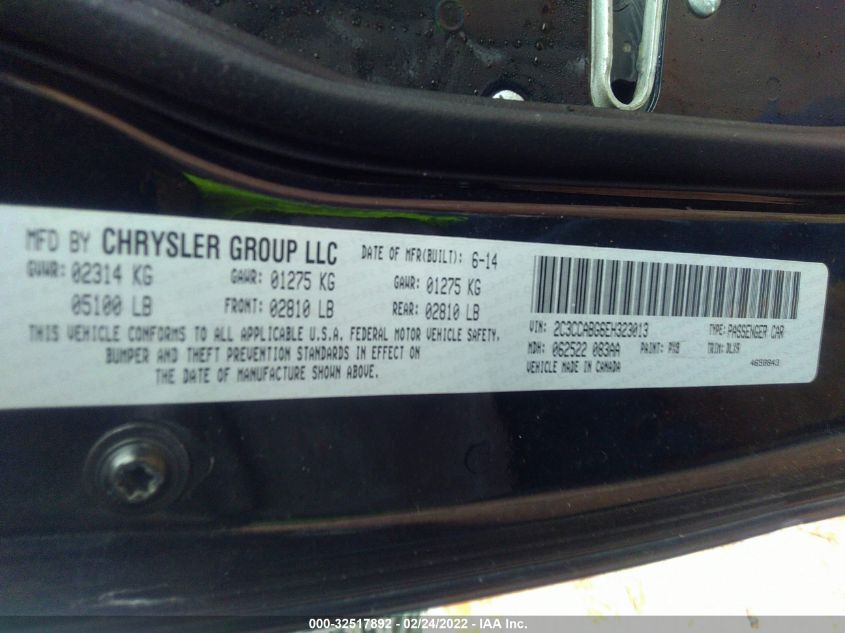 MFD BY CHRYSLER GROUP LLC DATE OF MFR(BUILT): 6-14
GVWR: 02314 KG GAWR: 01275 KG GAWR: 01275 KG
05100 LB FRONT: 02810 LB REAR: 02810 LB
THIS VEHICLE CONFORMS TO ALL APPLICABLE U.S.A. FEDERAL MOTOR VEHICLE SAFETY,
BUMPER AND THEFT PREVENTION STANDARDS IN EFFECT ON
THE DATE OF MANUFACTURE SHOWN ABOVE.
VIN: 2C3CCABG6EH323013 TYPE: PASSENGER CAR
MDH: 062522 083AA PAINT: PX8 TRIM: DLX9
VEHICLE MADE IN CANADA
000-32517892 - 02/24/2022 - IAA Inc.